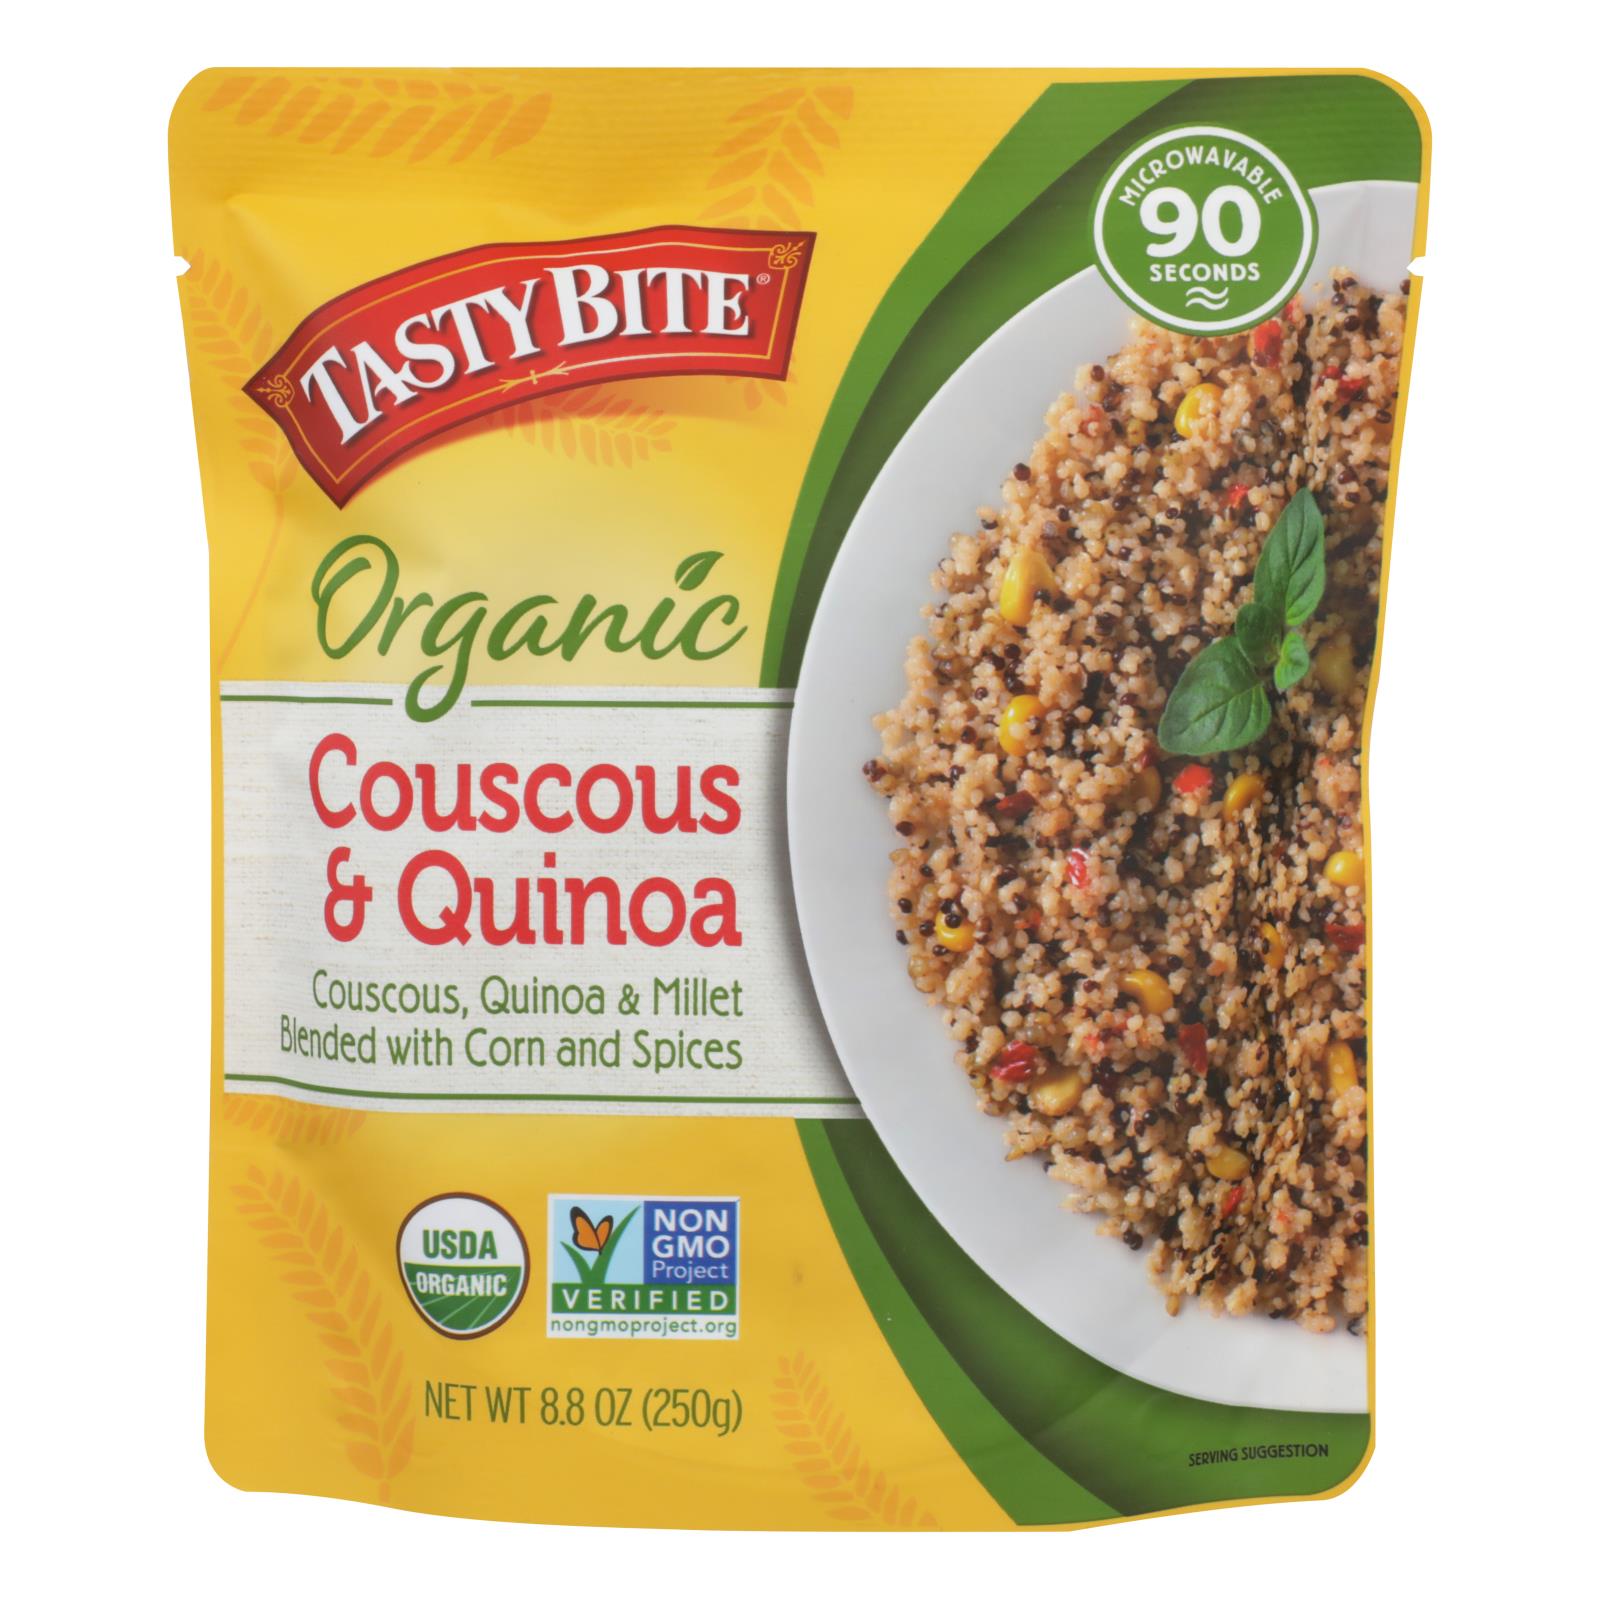 MICROWAVABLE
90
SECONDS
TASTY BITE®
Organic
Couscous
& Quinoa
Couscous, Quinoa & Millet
Blended with Corn and Spices
USDA
ORGANIC
NON
GMO
Project
VERIFIED
nongmoproject.org
NET WT 8.8 OZ (250g)
SERVING SUGGESTION